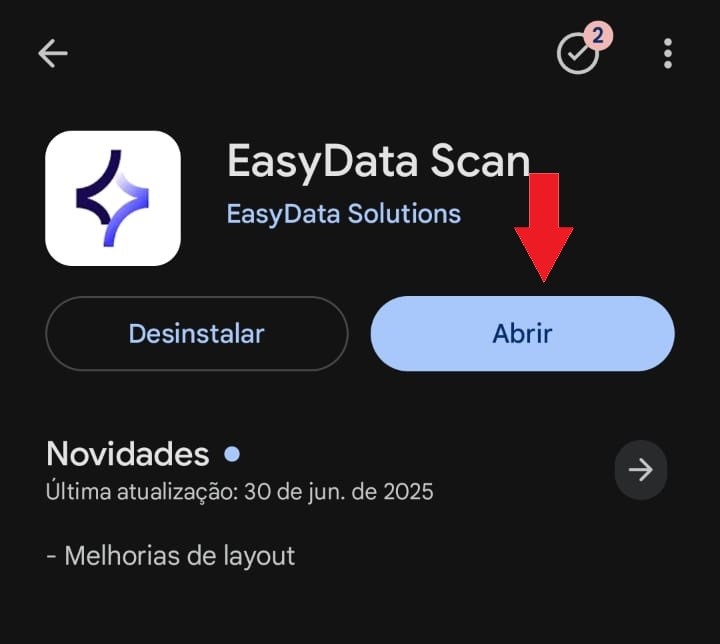 2
EasyData Scan
EasyData Solutions
Desinstalar
Abrir
Novidades
Última atualização: 30 de jun. de 2025
- Melhorias de layout